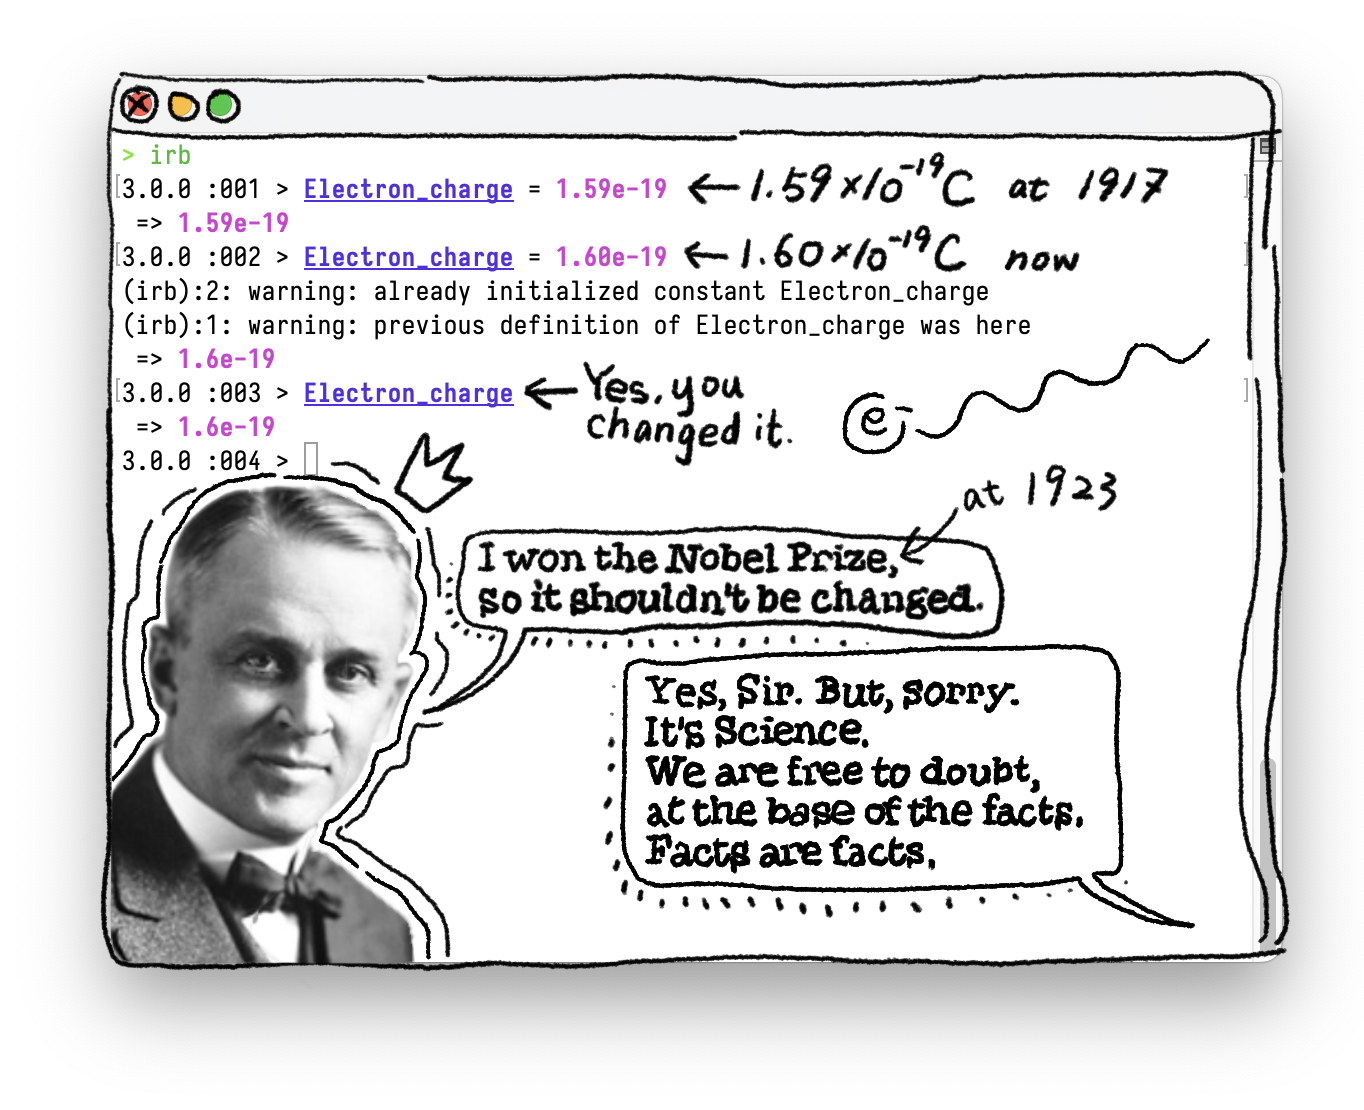 > irb
3.0.0 :001 > Electron_charge = 1.59e-19 ← 1.59×10⁻¹⁹C at 1917
=> 1.59e-19
3.0.0 :002 > Electron_charge = 1.60e-19 ← 1.60×10⁻¹⁹C now
(irb):2: warning: already initialized constant Electron_charge
(irb):1: warning: previous definition of Electron_charge was here
=> 1.6e-19
3.0.0 :003 > Electron_charge ← Yes, you
changed it.
=> 1.6e-19
e⁻
3.0.0 :004 >
at 1923
I won the Nobel Prize,
so it shouldn't be changed.
Yes, Sir. But, sorry.
It's Science.
We are free to doubt,
at the base of the facts.
Facts are facts.